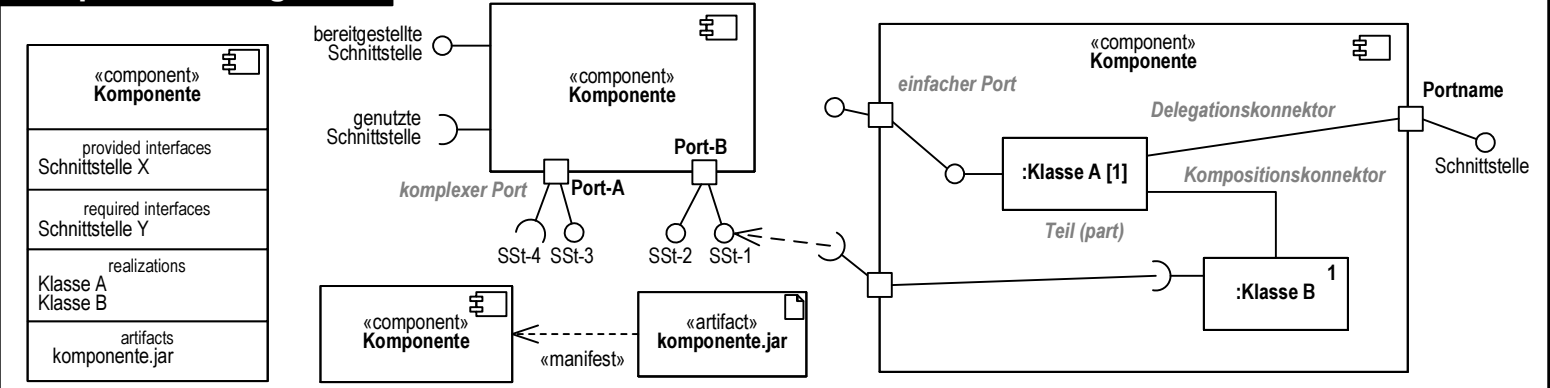 «component»
Komponente
provided interfaces
Schnittstelle X
required interfaces
Schnittstelle Y
realizations
Klasse A
Klasse B
artifacts
komponente.jar
bereitgestellte
Schnittstelle
genutzte
Schnittstelle
«component»
Komponente
Port-B
komplexer Port
Port-A
SSt-4 SSt-3
SSt-2 SSt-1
«component»
Komponente
«manifest»
«artifact»
komponente.jar
«component»
Komponente
einfacher Port
Delegationskonnektor
Portname
Schnittstelle
:Klasse A [1]
Kompositionskonnektor
Teil (part)
1
:Klasse B